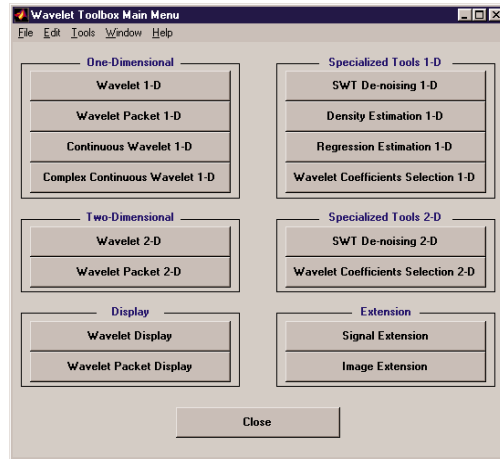 Wavelet Toolbox Main Menu
File Edit Tools Window Help
One-Dimensional
Wavelet 1-D
Wavelet Packet 1-D
Continuous Wavelet 1-D
Complex Continuous Wavelet 1-D
Specialized Tools 1-D
SWT De-noising 1-D
Density Estimation 1-D
Regression Estimation 1-D
Wavelet Coefficients Selection 1-D
Two-Dimensional
Wavelet 2-D
Wavelet Packet 2-D
Specialized Tools 2-D
SWT De-noising 2-D
Wavelet Coefficients Selection 2-D
Display
Wavelet Display
Wavelet Packet Display
Extension
Signal Extension
Image Extension
Close